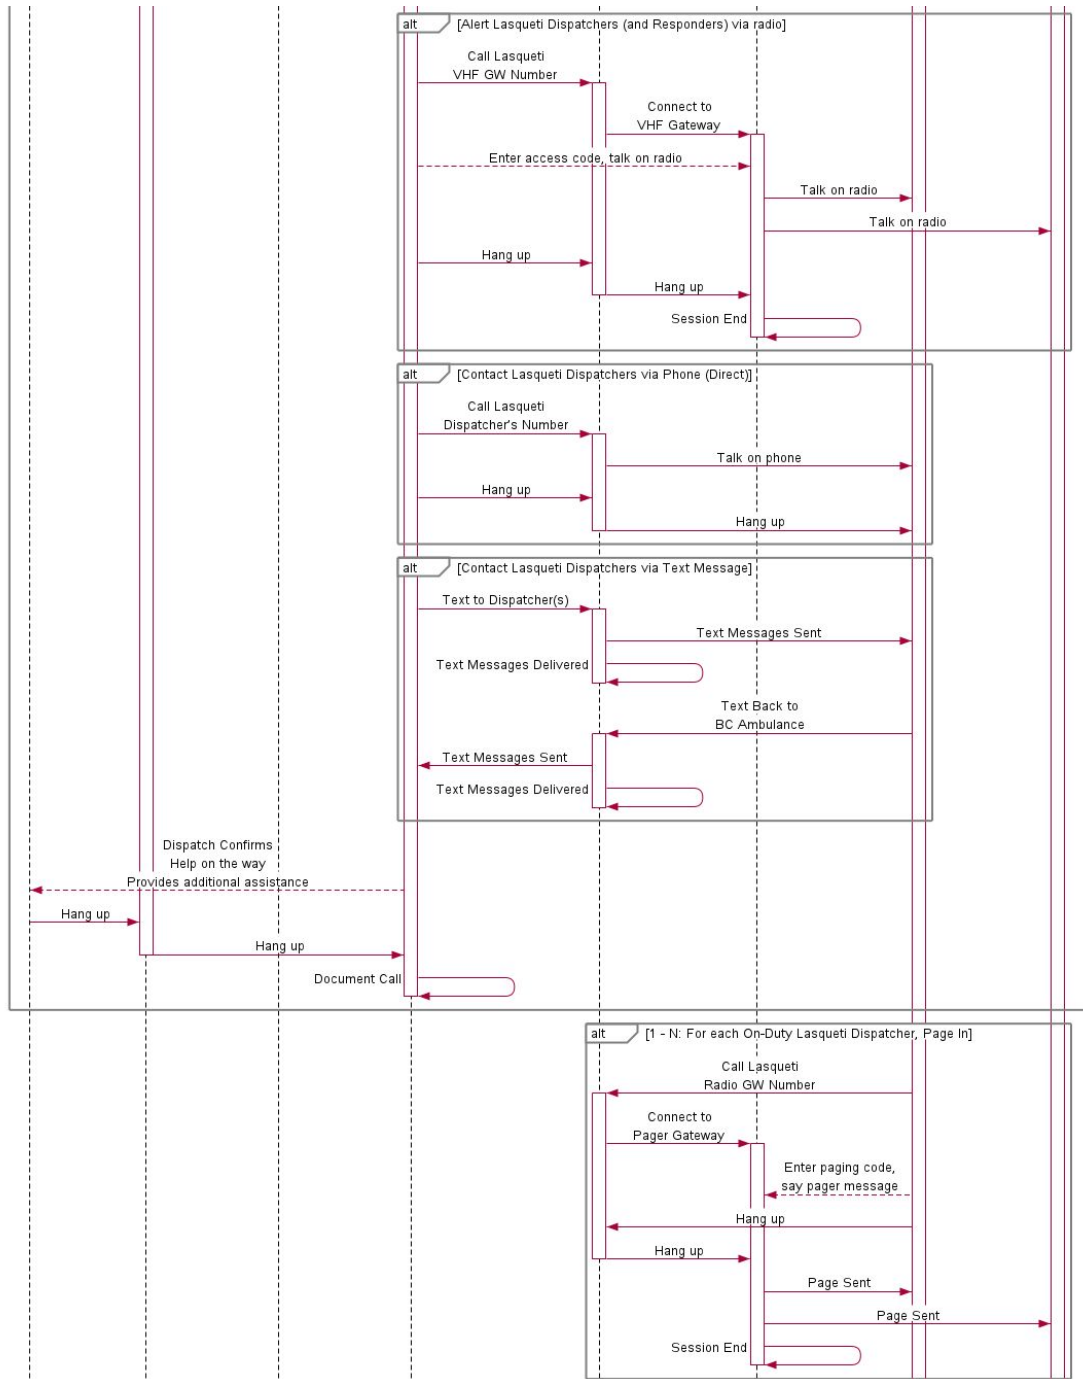 alt [Alert Lasqueti Dispatchers (and Responders) via radio]
Call Lasqueti
VHF GW Number
Connect to
VHF Gateway
Enter access code, talk on radio
Talk on radio
Talk on radio
Hang up
Hang up
Session End
alt [Contact Lasqueti Dispatchers via Phone (Direct)]
Call Lasqueti
Dispatcher's Number
Talk on phone
Hang up
Hang up
alt [Contact Lasqueti Dispatchers via Text Message]
Text to Dispatcher(s)
Text Messages Sent
Text Messages Delivered
Text Back to
BC Ambulance
Text Messages Sent
Text Messages Delivered
Dispatch Confirms
Help on the way
Provides additional assistance
Hang up
Hang up
Document Call
alt [1 - N: For each On-Duty Lasqueti Dispatcher, Page In]
Call Lasqueti
Radio GW Number
Connect to
Pager Gateway
Enter paging code,
say pager message
Hang up
Hang up
Page Sent
Page Sent
Session End